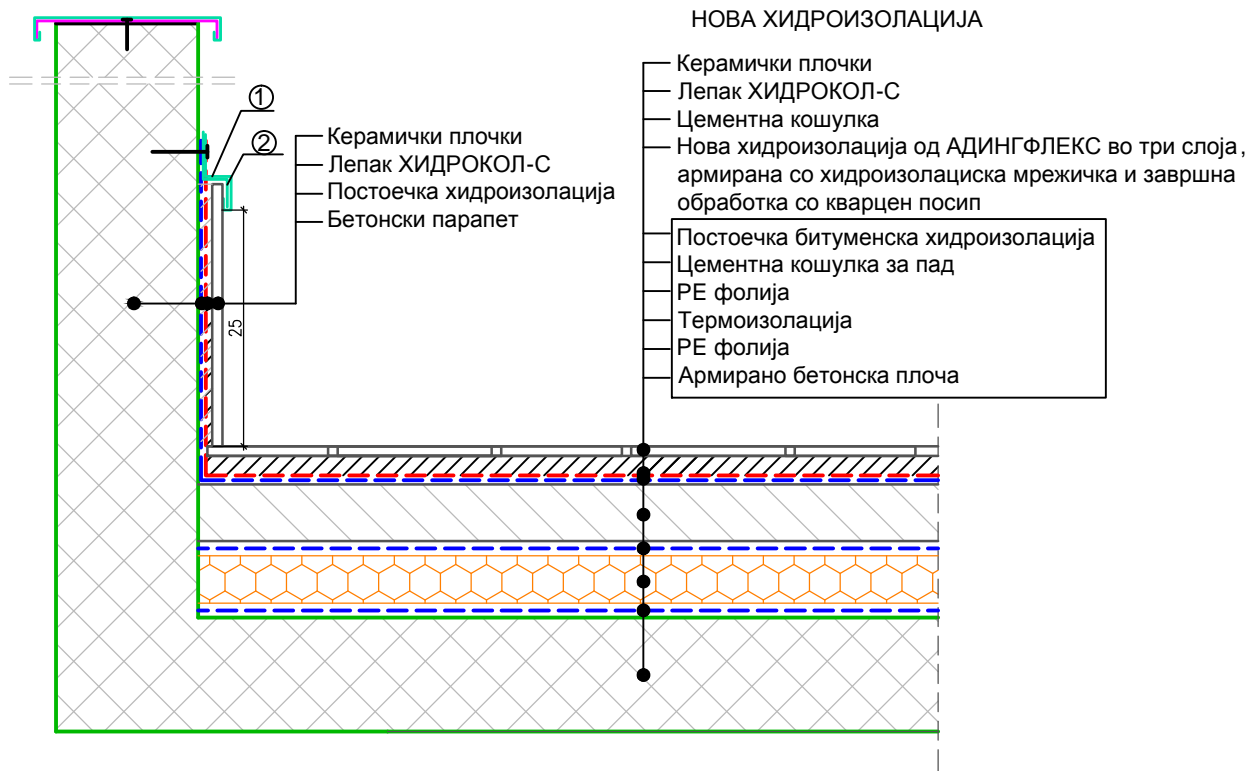 НОВА ХИДРОИЗОЛАЦИЈА
Керамички плочки
Лепак ХИДРОКОЛ-С
Цементна кошулка
Нова хидроизолација од АДИНГФЛЕКС во три слоја,
армирана со хидроизолациска мрежичка и завршна
обработка со кварцен посип
Постоечка битуменска хидроизолација
Цементна кошулка за пад
РЕ фолија
Термоизолација
РЕ фолија
Армирано бетонска плоча
1
2
Керамички плочки
Лепак ХИДРОКОЛ-С
Постоечка хидроизолација
Бетонски парапет
25